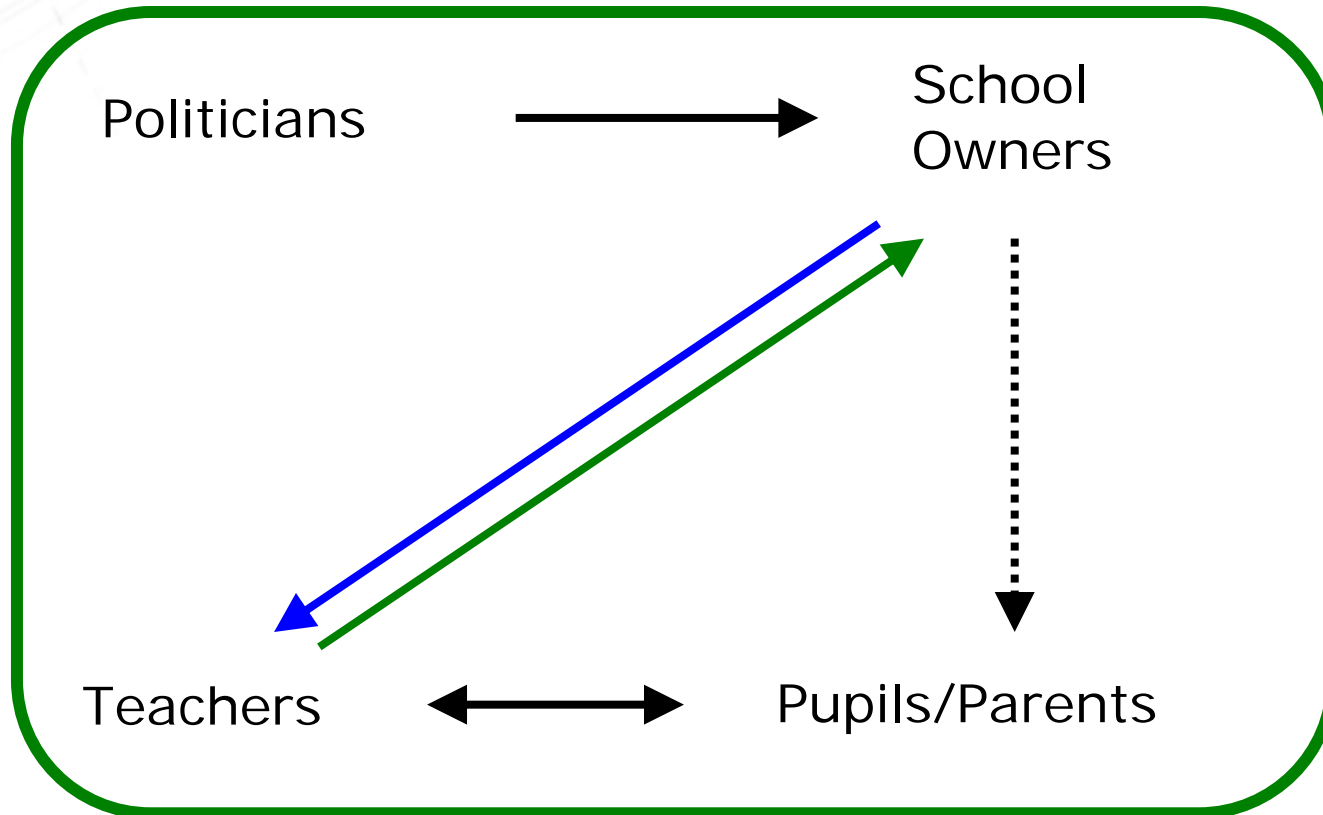 Politicians
School
Owners
Teachers
Pupils/Parents